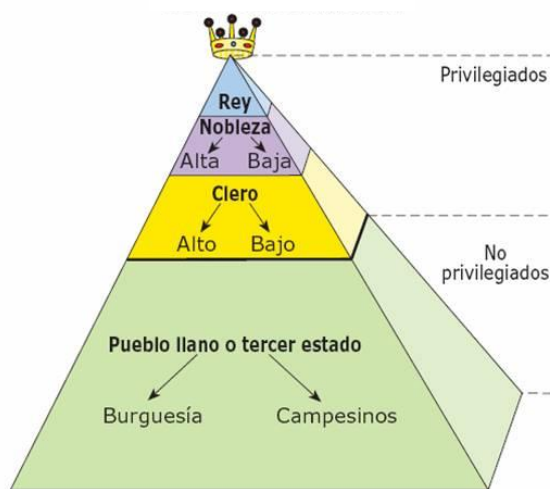 Privilegiados
Rey
Nobleza
Alta Baja
Clero
Alto Bajo
No
privilegiados
Pueblo llano o tercer estado
Burguesía Campesinos